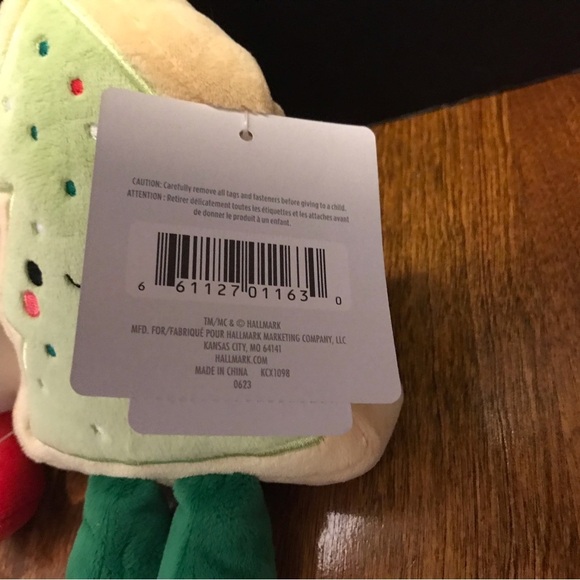 CAUTION: Carefully remove all tags and fasteners before giving to a child.
ATTENTION : Retirer délicatement toutes les étiquettes et les attaches avant
de donner le produit à un enfant.
6 61127 01163 0
TM/MC & © HALLMARK
MFD. FOR/FABRIQUÉ POUR HALLMARK MARKETING COMPANY, LLC
KANSAS CITY, MO 64141
HALLMARK.COM
MADE IN CHINA KCX1098
0623